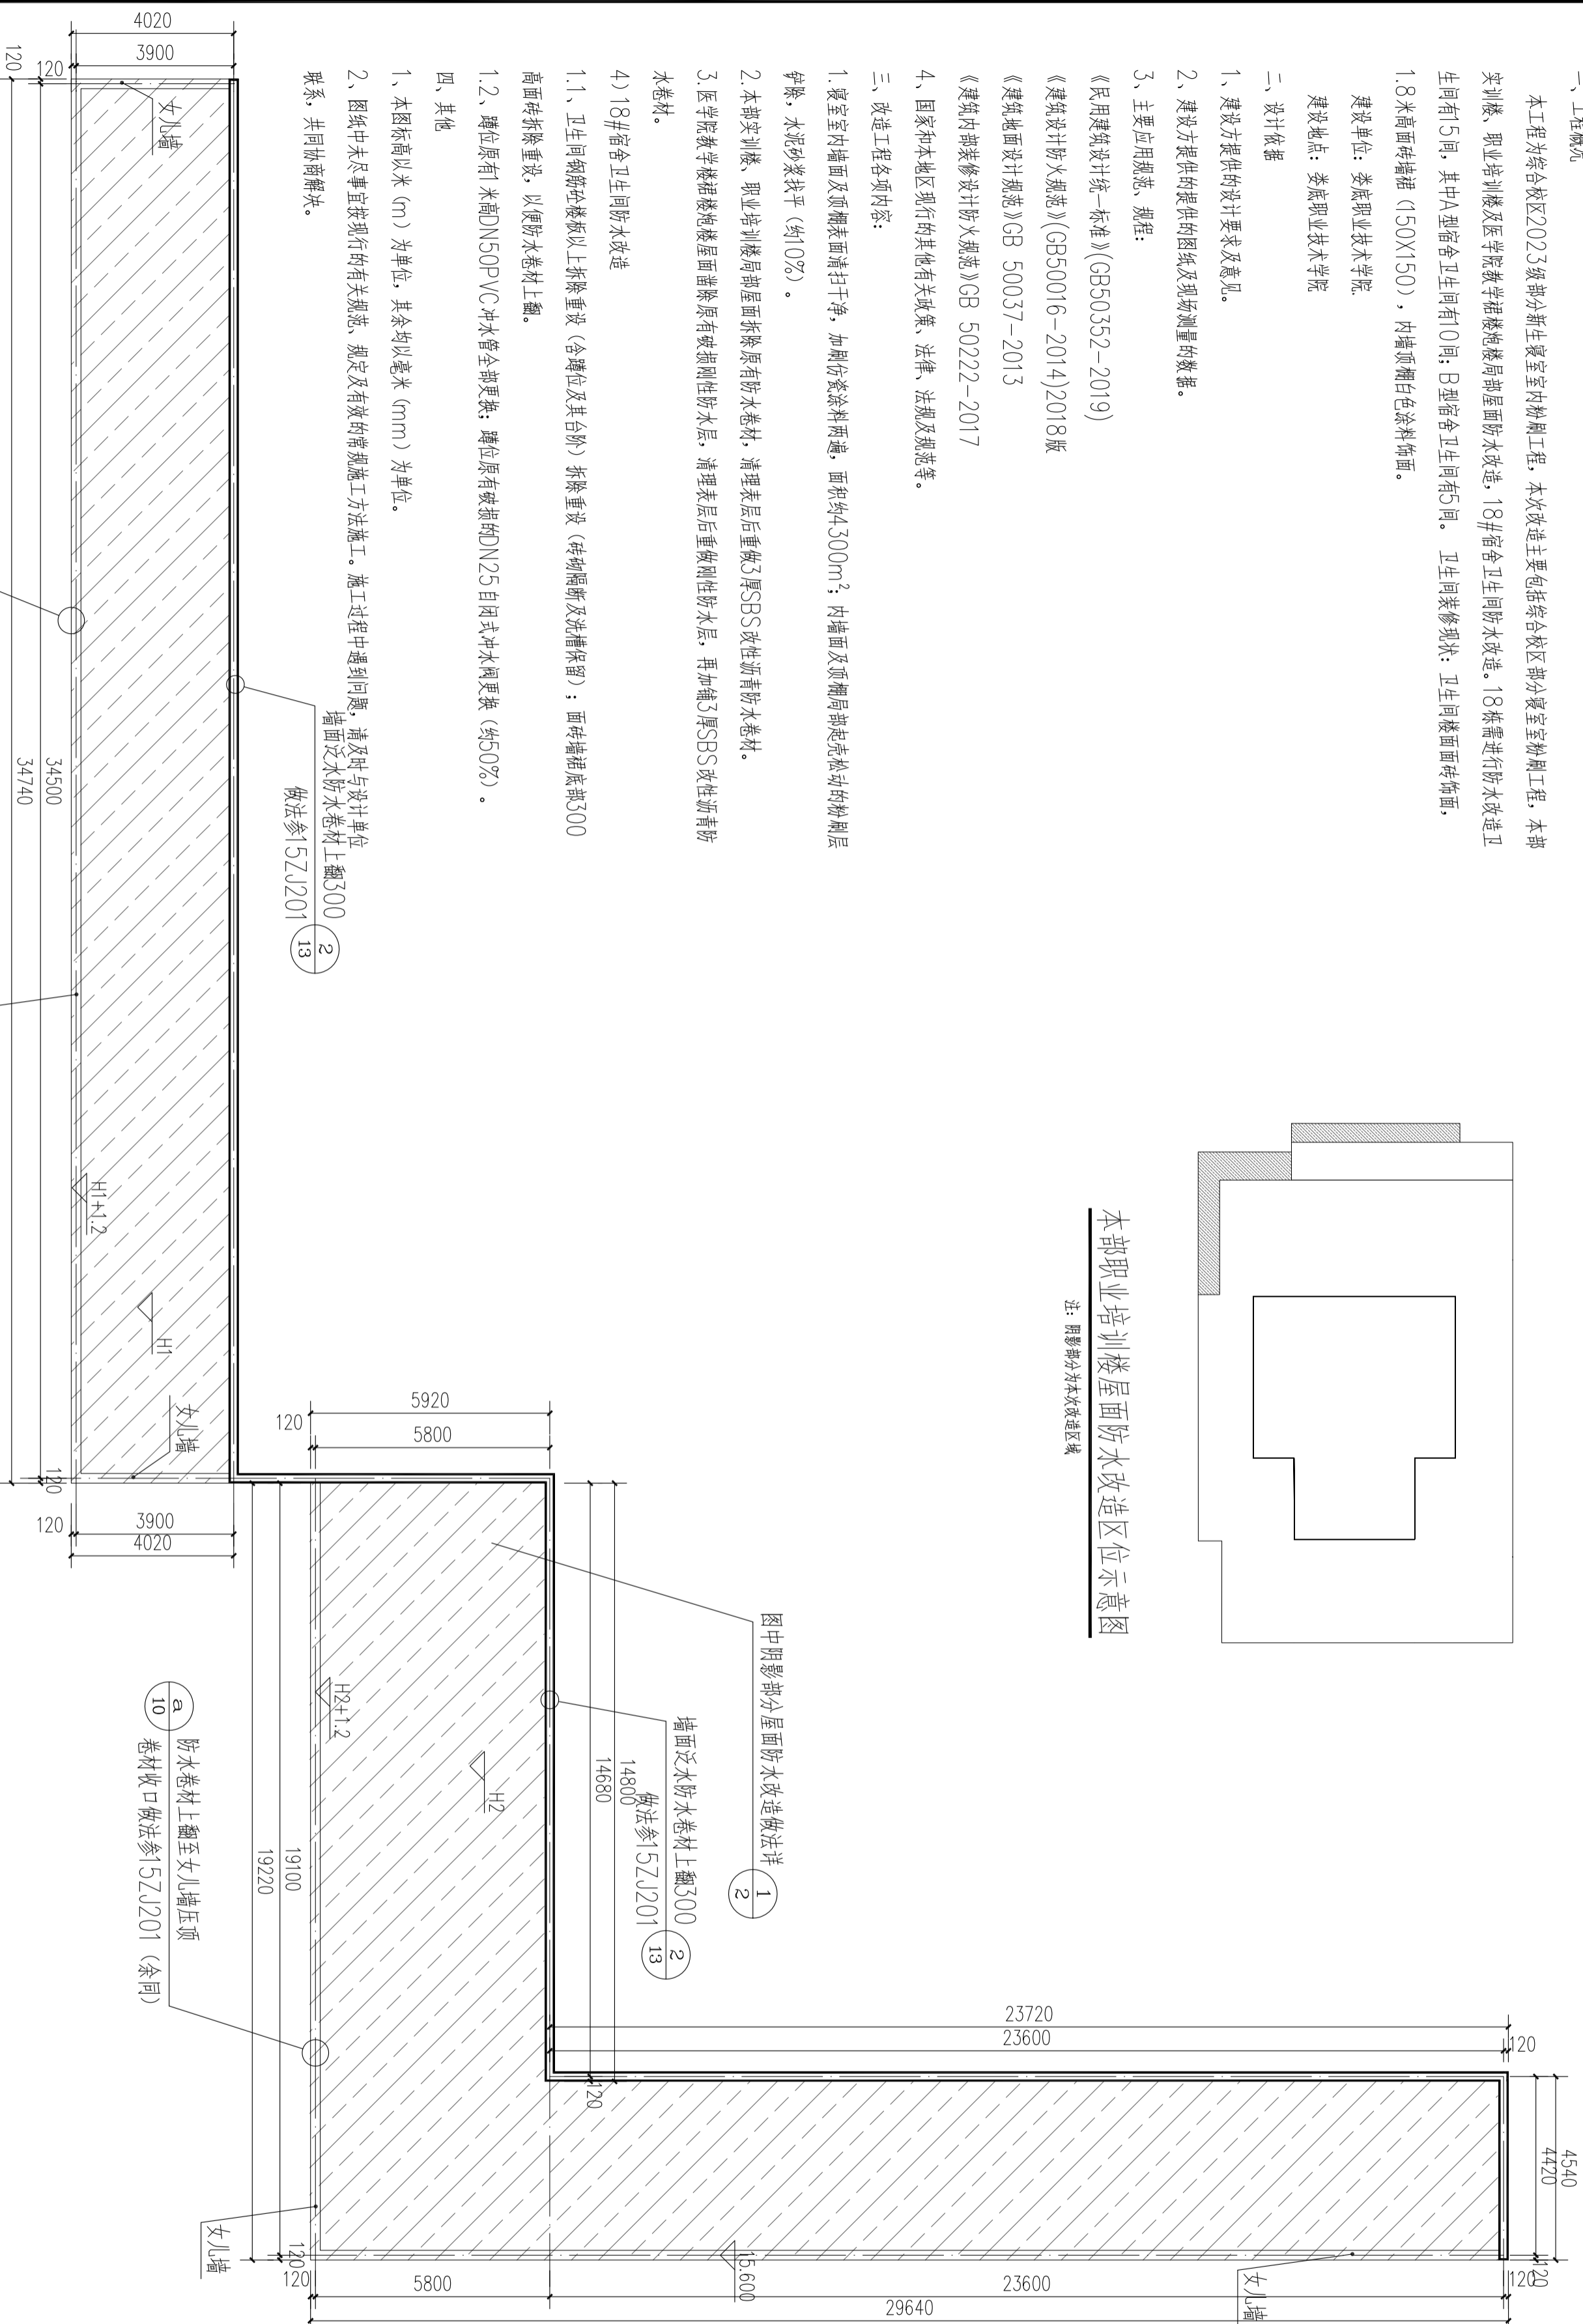 一、工程概况
本工程为综合校区2023级部分新生寝室室内粉刷工程，本次改造主要包括综合校区部分寝室室粉刷工程，本部
实训楼、职业培训楼及医学院教学裙楼炮楼局部屋面防水改造，18#宿舍卫生间防水改造。18栋需进行防水改造卫
生间有15间，其中A型宿舍卫生间有10间；B型宿舍卫生间有5间。 卫生间装修现状：卫生间楼面面砖饰面，
1.8米高面砖墙裙（150X150），内墙顶棚白色涂料饰面。
建设单位：娄底职业技术学院.
建设地点：娄底职业技术学院
二、设计依据
1、建设方提供的设计要求及意见。
2、建设方提供的提供的图纸及现场测量的数据。
3、主要应用规范、规程：
《民用建筑设计统一标准》(GB50352-2019)
《建筑设计防火规范》(GB50016-2014)2018版
《建筑地面设计规范》GB 50037-2013
《建筑内部装修设计防火规范》GB 50222-2017
4、国家和本地区现行的其他有关政策、法律、法规及规范等。
三、改造工程各项内容：
1.寝室室内墙面及顶棚表面清扫干净，加刷仿瓷涂料两遍，面积约4300m²；内墙面及顶棚局部起壳松动的粉刷层
铲除，水泥砂浆找平（约10%）。
2.本部实训楼、职业培训楼局部屋面拆除原有防水卷材，清理表层后重做3厚SBS改性沥青防水卷材。
3.医学院教学楼裙楼炮楼屋面凿除原有破损刚性防水层，清理表层后重做刚性防水层，再加铺3厚SBS改性沥青防
水卷材。
4）18#宿舍卫生间防水改造
1.1、卫生间钢筋砼楼板以上拆除重设（含蹲位及其台阶）拆除重设（砖砌隔断及洗槽保留）；面砖墙裙底部300
高面砖拆除重设，以便防水卷材上翻。
1.2、蹲位原有1米高DN50PVC冲水管全部更换；蹲位原有破损的DN25自闭式冲水阀更换（约50%）。
四、其他
1、本图标高以米（m）为单位，其余均以毫米（mm）为单位。
2、图纸中未尽事宜按现行的有关规范、规定及有效的常规施工方法施工。施工过程中遇到问题，请及时与设计单位
联系，共同协商解决。
本部职业培训楼屋面防水改造区位示意图
注：阴影部分为本次改造区域
墙面泛水防水卷材上翻300
做法参15ZJ201
2
13
图中阴影部分屋面防水改造做法详
1
2
墙面泛水防水卷材上翻300
做法参15ZJ201
2
13
a
10
防水卷材上翻至女儿墙压顶
卷材收口做法参15ZJ201（余同）
女儿墙
女儿墙
女儿墙
女儿墙
H1+1.2
H1
H2+1.2
H2
15.600
4020
3900
120
120
34500
34740
120
120
3900
4020
5920
5800
120
14800
14680
120
19100
19220
120
120
23720
23600
120
4540
4420
120
120
5800
23600
29640